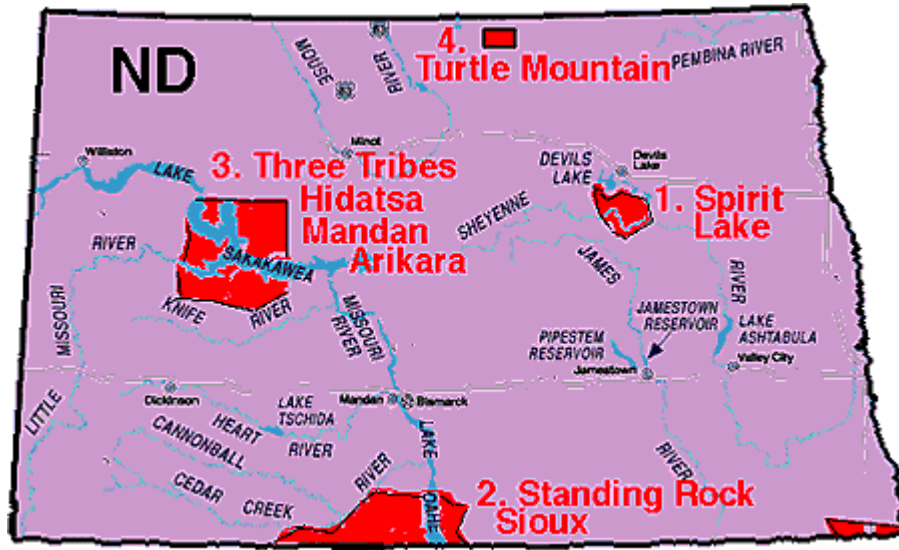 ND
4.
Turtle Mountain
MOUSE
RIVER
PEMBINA RIVER
Minot
Williston
LAKE
3. Three Tribes
Hidatsa
Mandan
Arikara
DEVILS
LAKE
Devils
Lake
1. Spirit
Lake
SHEYENNE
RIVER
SAKAKAWEA
JAMES
RIVER
MISSOURI
KNIFE
RIVER
MISSOURI
RIVER
JAMESTOWN
RESERVOIR
PIPESTEM
RESERVOIR
LAKE
ASHTABULA
Valley City
Jamestown
LITTLE
Dickinson
LAKE
TSCHIDA
Mandan
Bismarck
HEART
RIVER
CANNONBALL
RIVER
CEDAR
CREEK
LAKE
OAHE
RIVER
2. Standing Rock
Sioux